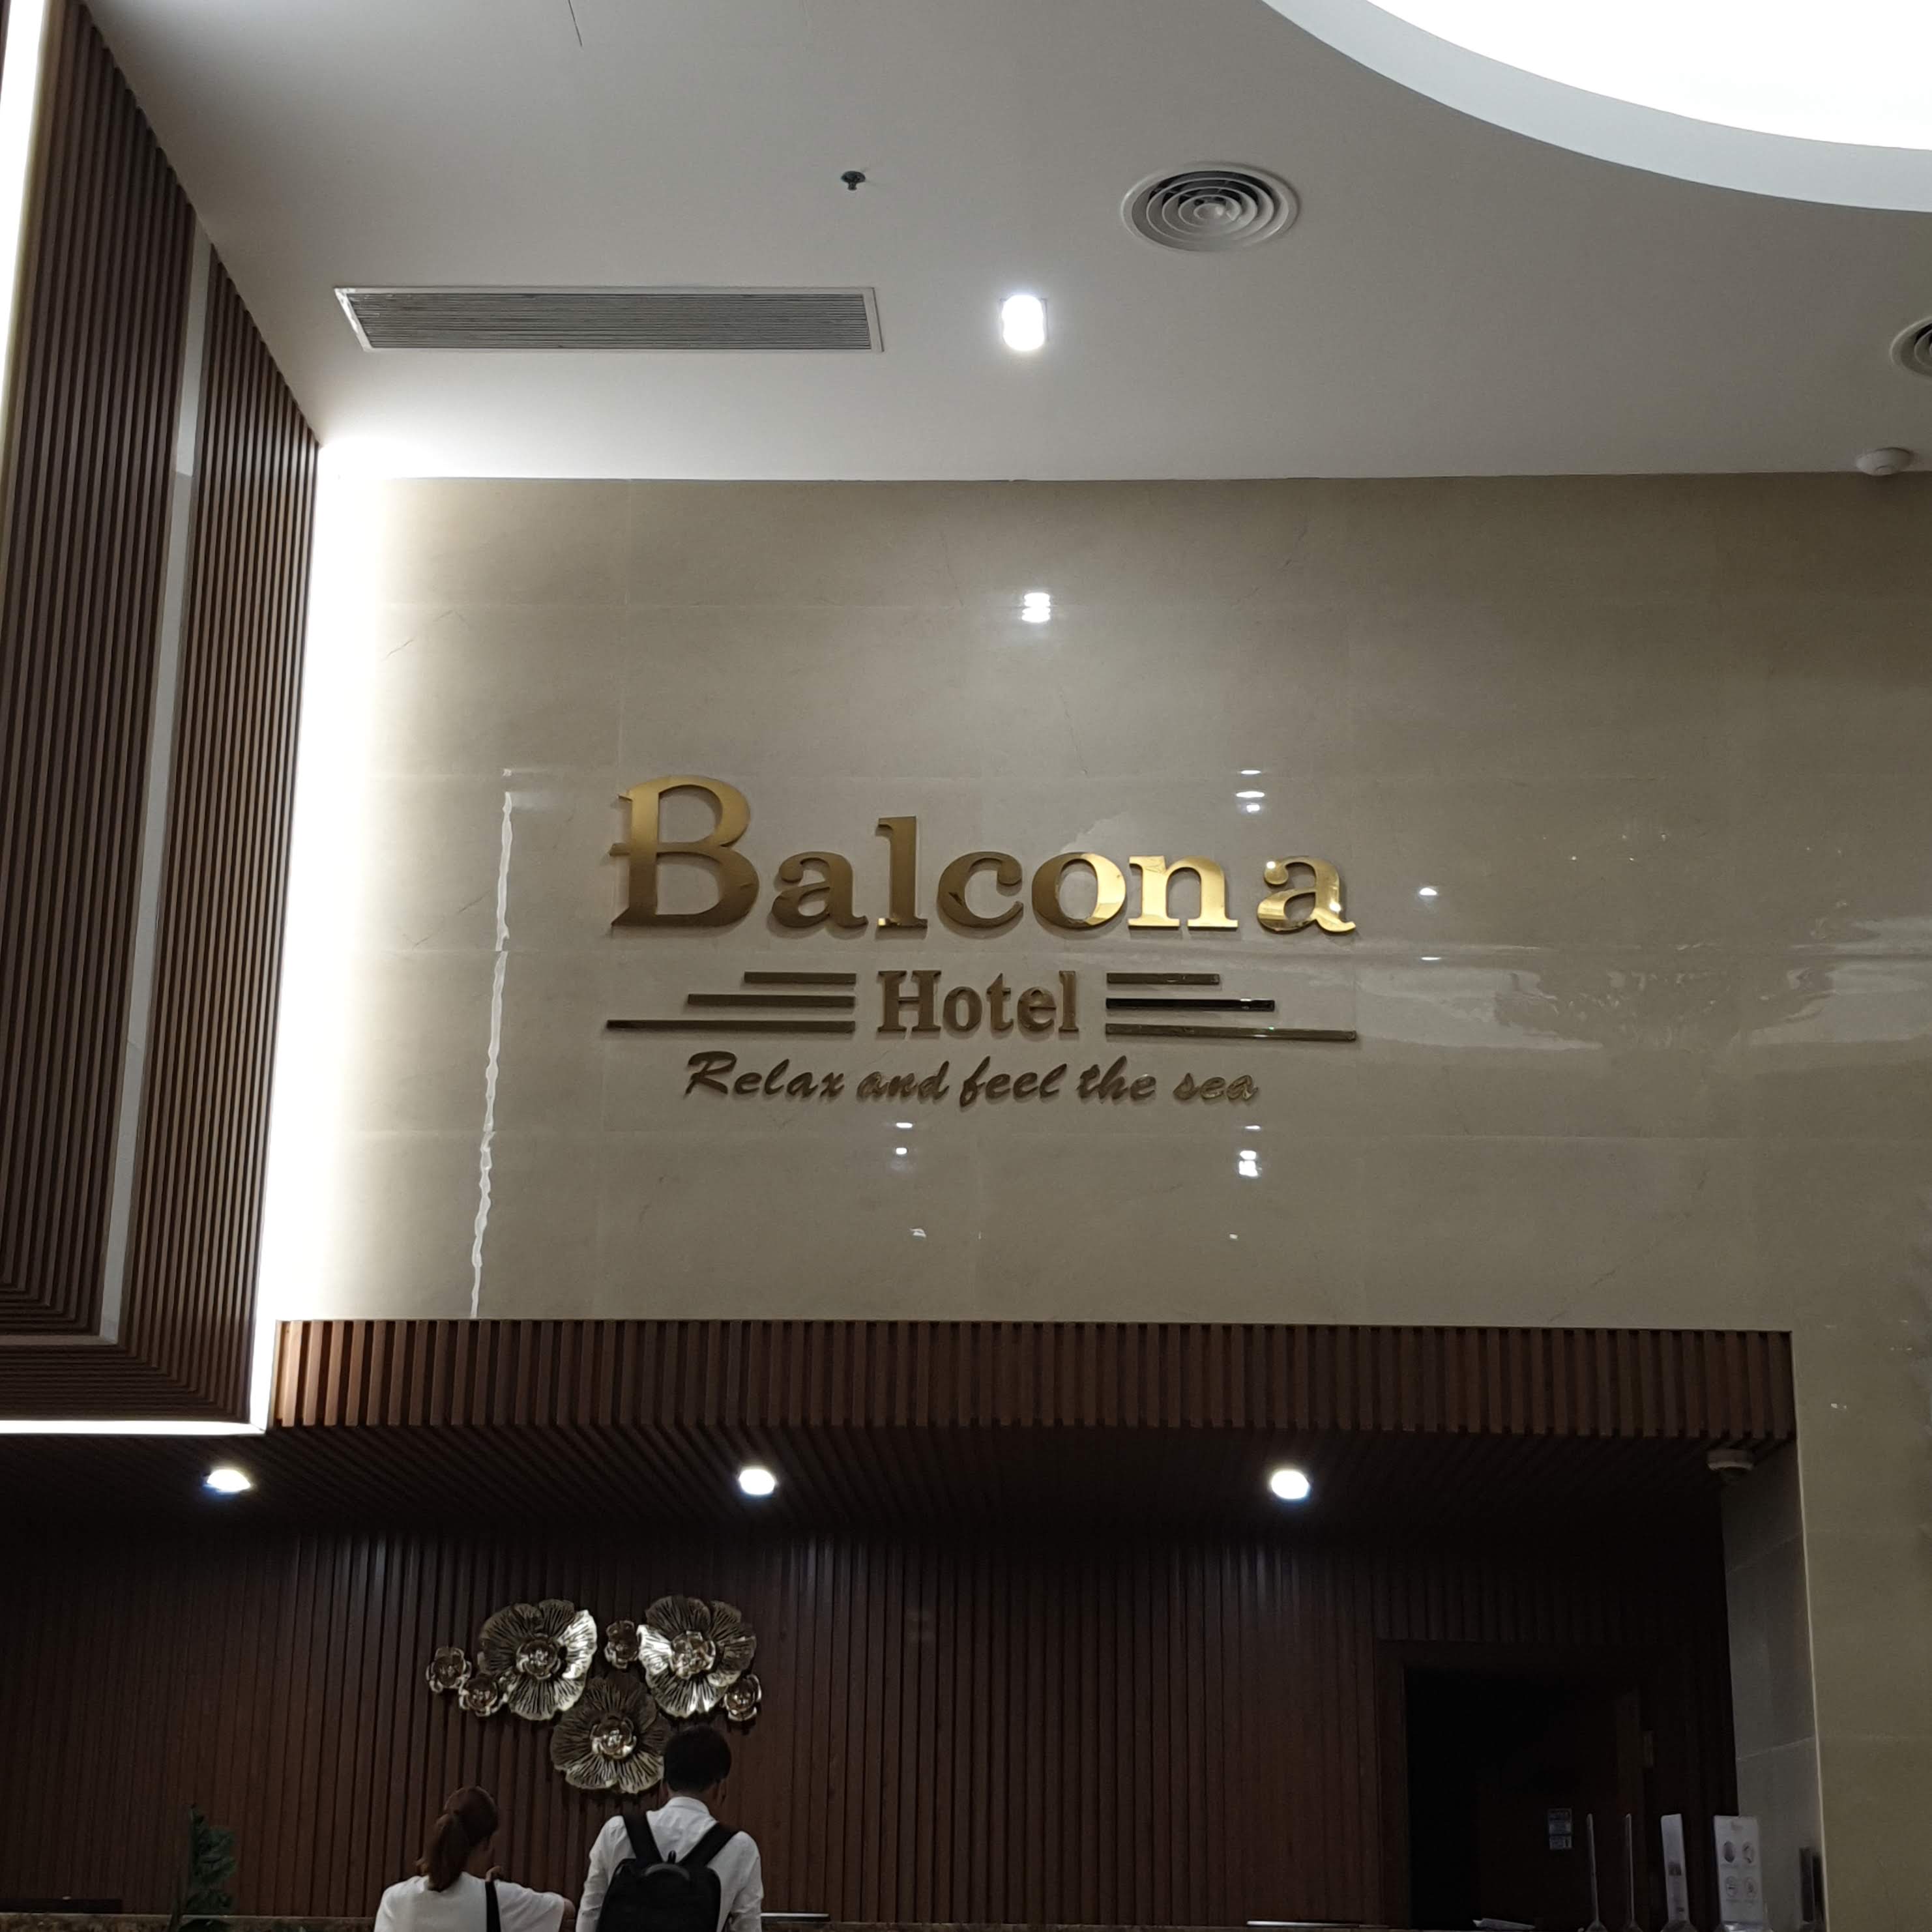 Balcona
Hotel
Relax and feel the sea